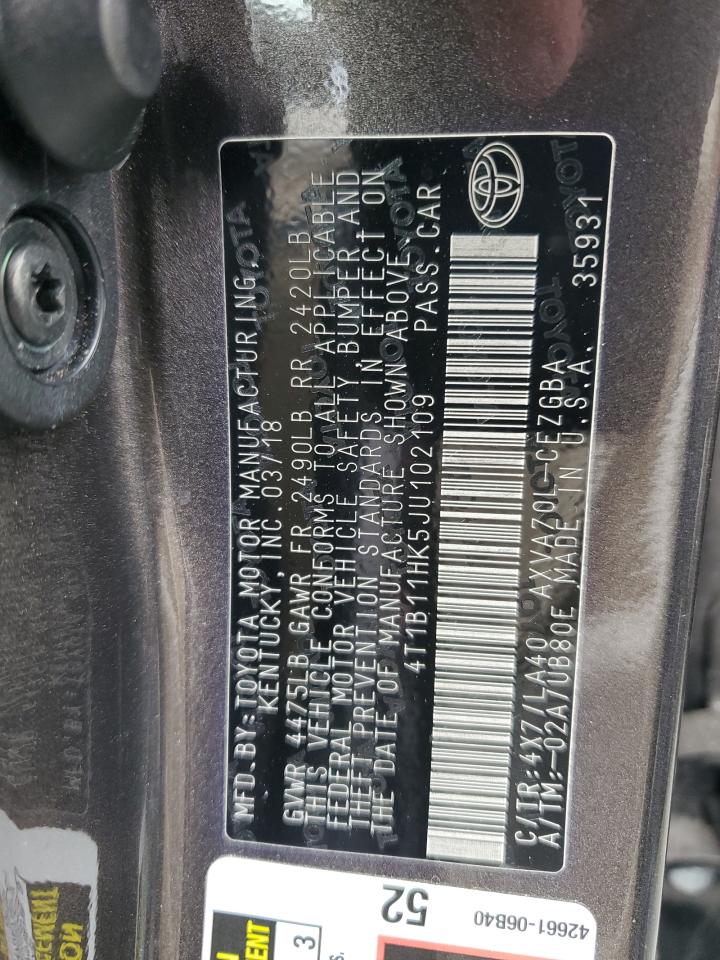 MFD.BY:TOYOTA MOTOR MANUFACTURING,
KENTUCKY, INC.03/18
GVWR 4475LB GAWR FR 2490LB RR 2420LB
THIS VEHICLE CONFORMS TO ALL APPLICABLE
FEDERAL MOTOR VEHICLE SAFETY, BUMPER AND
THEFT PREVENTION STANDARDS IN EFFECT ON
THE DATE OF MANUFACTURE SHOWN ABOVE.
4T1B11HK5JU102109 PASS.CAR
C/TR:4X7/LA40 AXVA70L-CEZGBA
A/TM:-02A/UB80E MADE IN U.S.A. 35931
52
42661-06B40
3